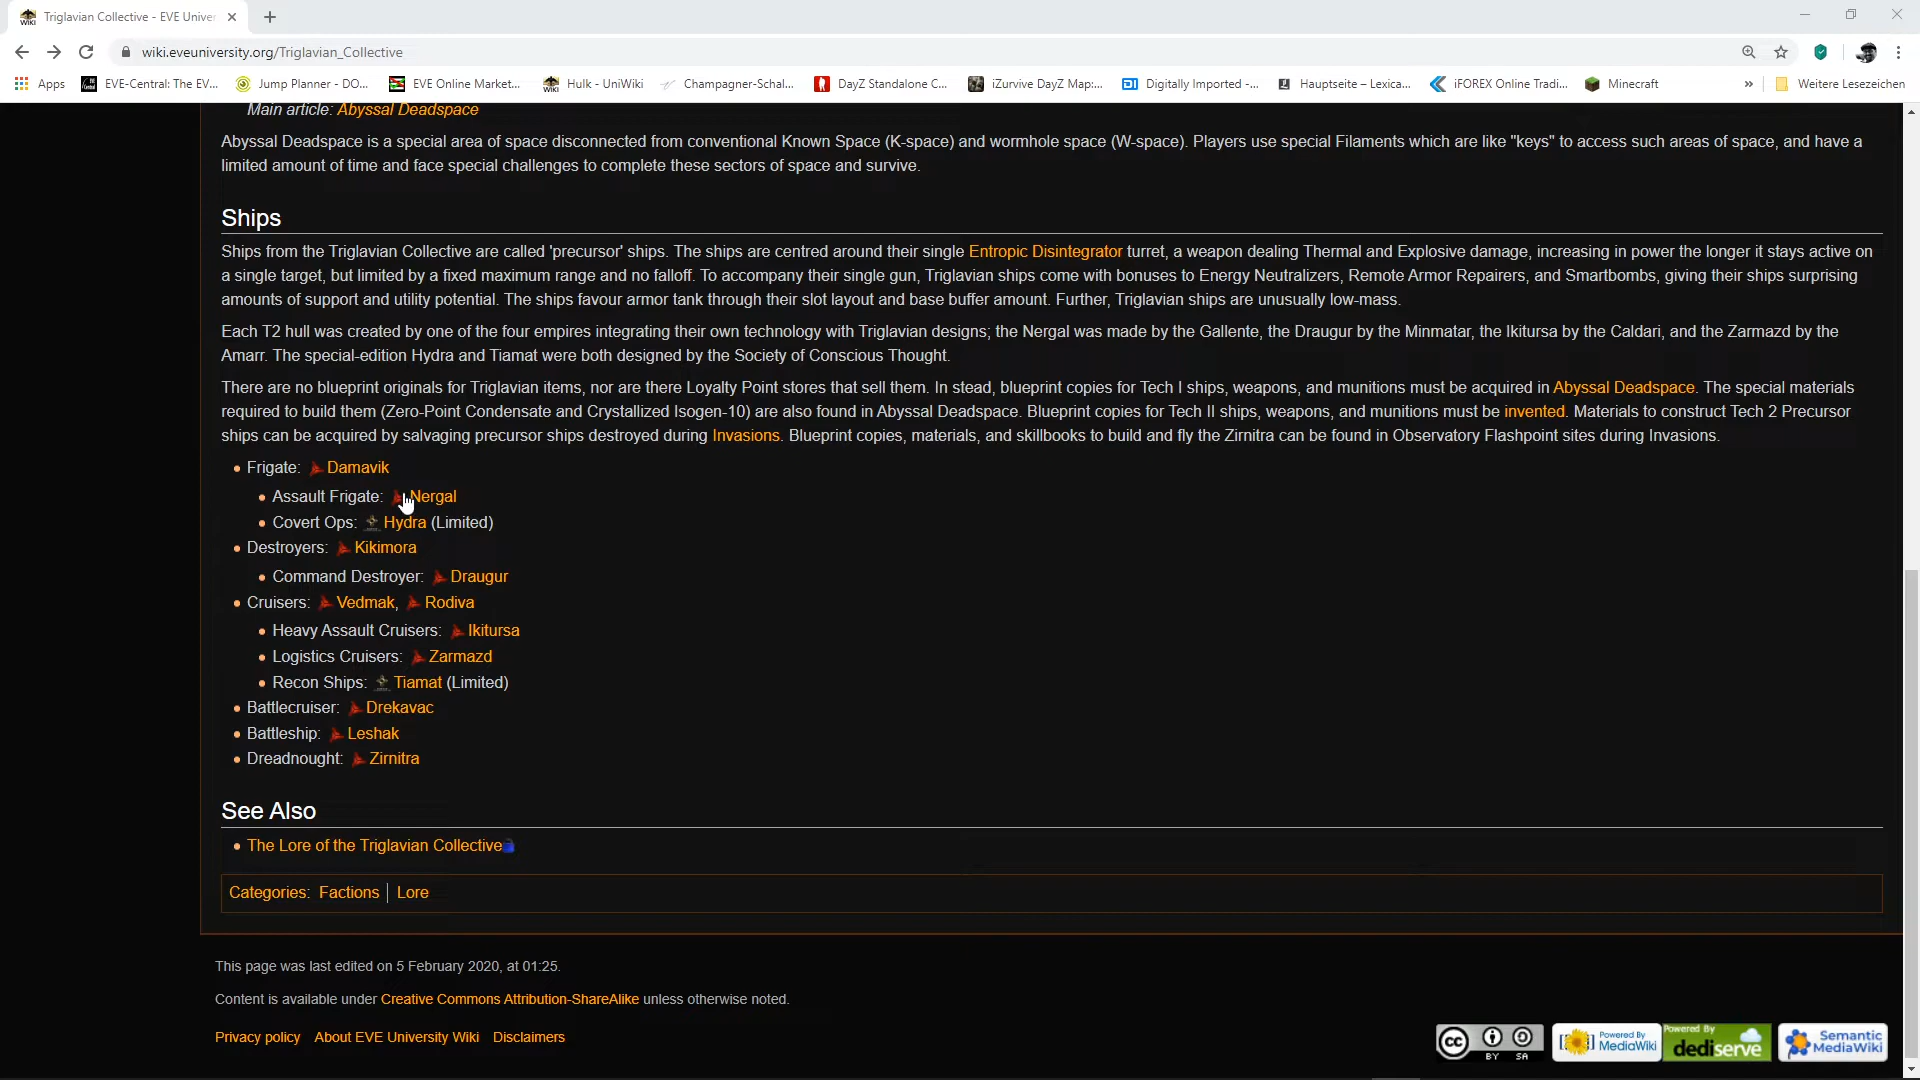 Triglavian Collective - EVE Univer
wiki.eveuniversity.org/Triglavian_Collective
Apps EVE-Central: The EV... Jump Planner - DO... EVE Online Market... Hulk - UniWiki Champagner-Schal... DayZ Standalone C... iZurvive DayZ Map:... Digitally Imported -... Hauptseite – Lexica... iFOREX Online Tradi... Minecraft » Weitere Lesezeichen
Main article: Abyssal Deadspace
Abyssal Deadspace is a special area of space disconnected from conventional Known Space (K-space) and wormhole space (W-space). Players use special Filaments which are like "keys" to access such areas of space, and have a
limited amount of time and face special challenges to complete these sectors of space and survive.
Ships
Ships from the Triglavian Collective are called 'precursor' ships. The ships are centred around their single Entropic Disintegrator turret, a weapon dealing Thermal and Explosive damage, increasing in power the longer it stays active on
a single target, but limited by a fixed maximum range and no falloff. To accompany their single gun, Triglavian ships come with bonuses to Energy Neutralizers, Remote Armor Repairers, and Smartbombs, giving their ships surprising
amounts of support and utility potential. The ships favour armor tank through their slot layout and base buffer amount. Further, Triglavian ships are unusually low-mass.
Each T2 hull was created by one of the four empires integrating their own technology with Triglavian designs; the Nergal was made by the Gallente, the Draugur by the Minmatar, the Ikitursa by the Caldari, and the Zarmazd by the
Amarr. The special-edition Hydra and Tiamat were both designed by the Society of Conscious Thought.
There are no blueprint originals for Triglavian items, nor are there Loyalty Point stores that sell them. In stead, blueprint copies for Tech I ships, weapons, and munitions must be acquired in Abyssal Deadspace. The special materials
required to build them (Zero-Point Condensate and Crystallized Isogen-10) are also found in Abyssal Deadspace. Blueprint copies for Tech II ships, weapons, and munitions must be invented. Materials to construct Tech 2 Precursor
ships can be acquired by salvaging precursor ships destroyed during Invasions. Blueprint copies, materials, and skillbooks to build and fly the Zirnitra can be found in Observatory Flashpoint sites during Invasions.
Frigate: Damavik
Assault Frigate: Nergal
Covert Ops: Hydra (Limited)
Destroyers: Kikimora
Command Destroyer: Draugur
Cruisers: Vedmak, Rodiva
Heavy Assault Cruisers: Ikitursa
Logistics Cruisers: Zarmazd
Recon Ships: Tiamat (Limited)
Battlecruiser: Drekavac
Battleship: Leshak
Dreadnought: Zirnitra
See Also
The Lore of the Triglavian Collective
Categories: Factions | Lore
This page was last edited on 5 February 2020, at 01:25.
Content is available under Creative Commons Attribution-ShareAlike unless otherwise noted.
Privacy policy About EVE University Wiki Disclaimers
cc BY SA Powered By MediaWiki Powered By dediserve Semantic MediaWiki